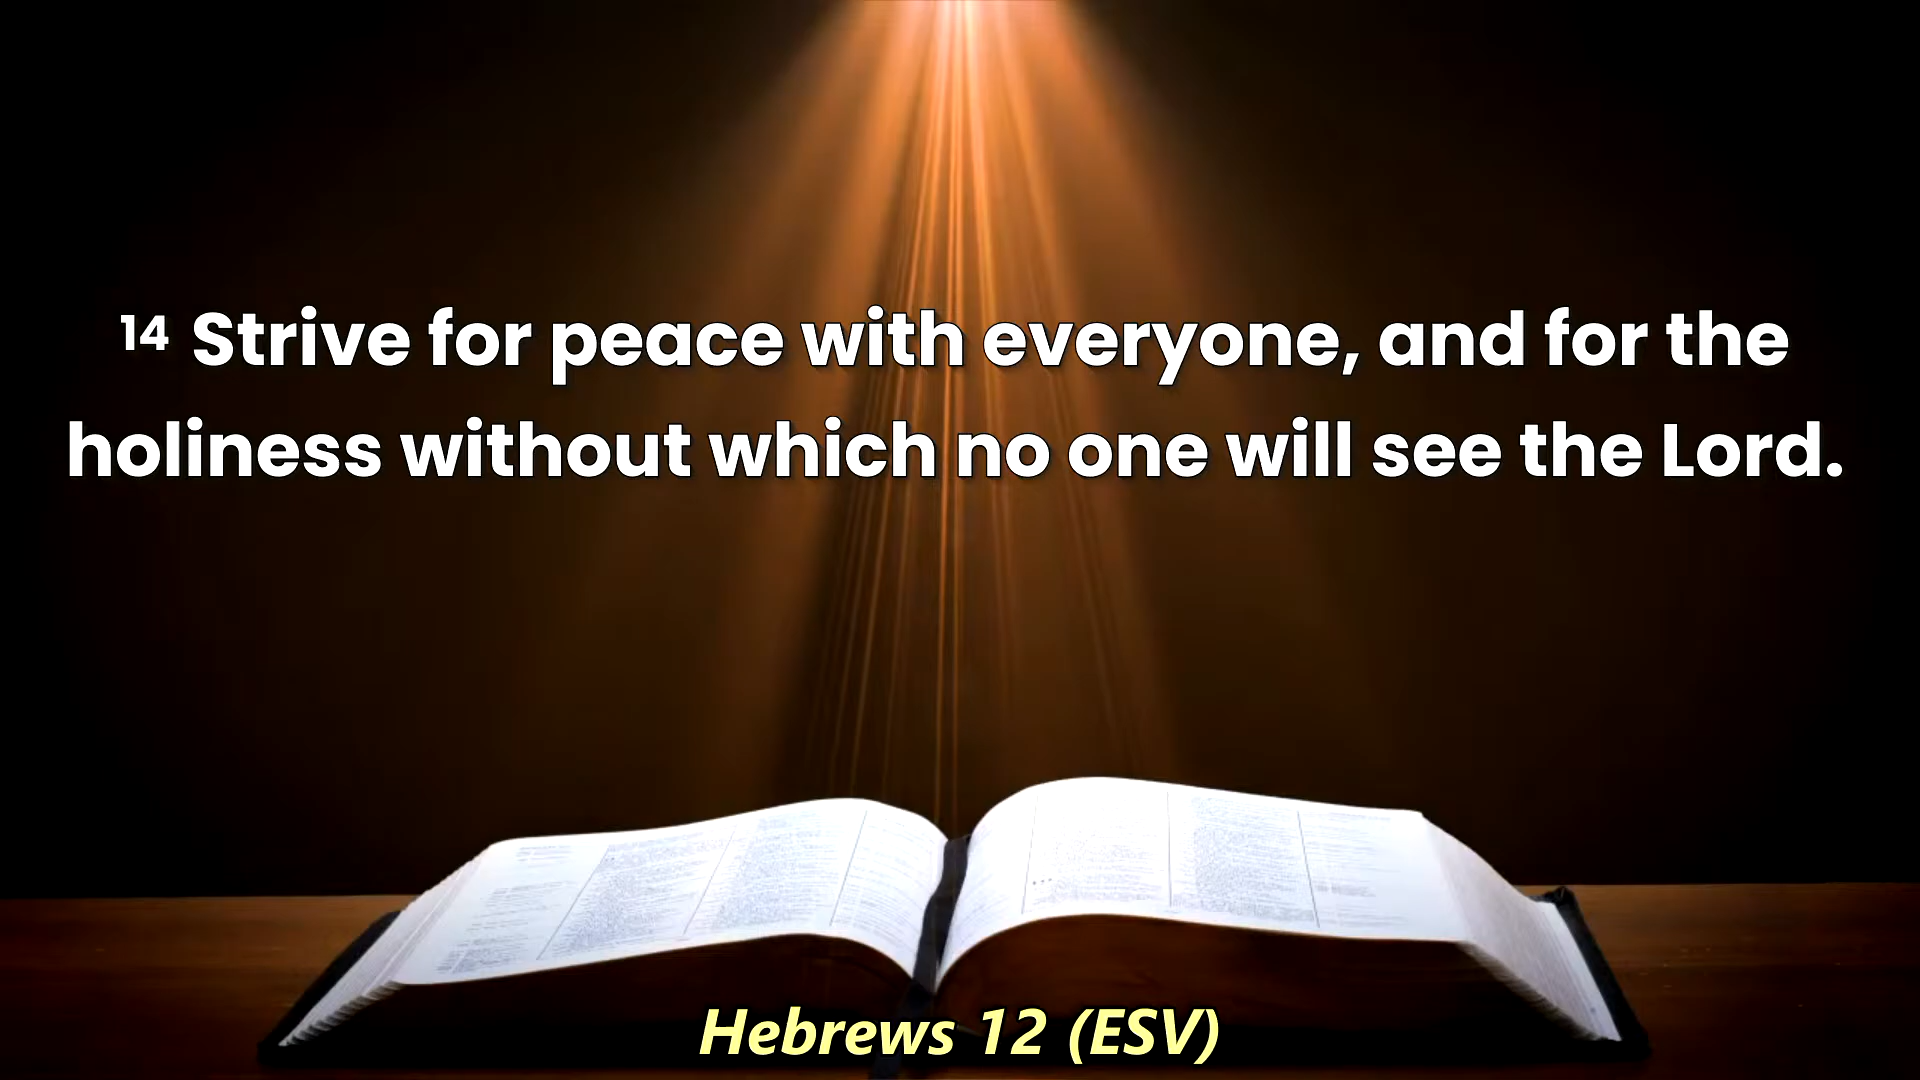 ¹⁴ Strive for peace with everyone, and for the
holiness without which no one will see the Lord.
Hebrews 12 (ESV)